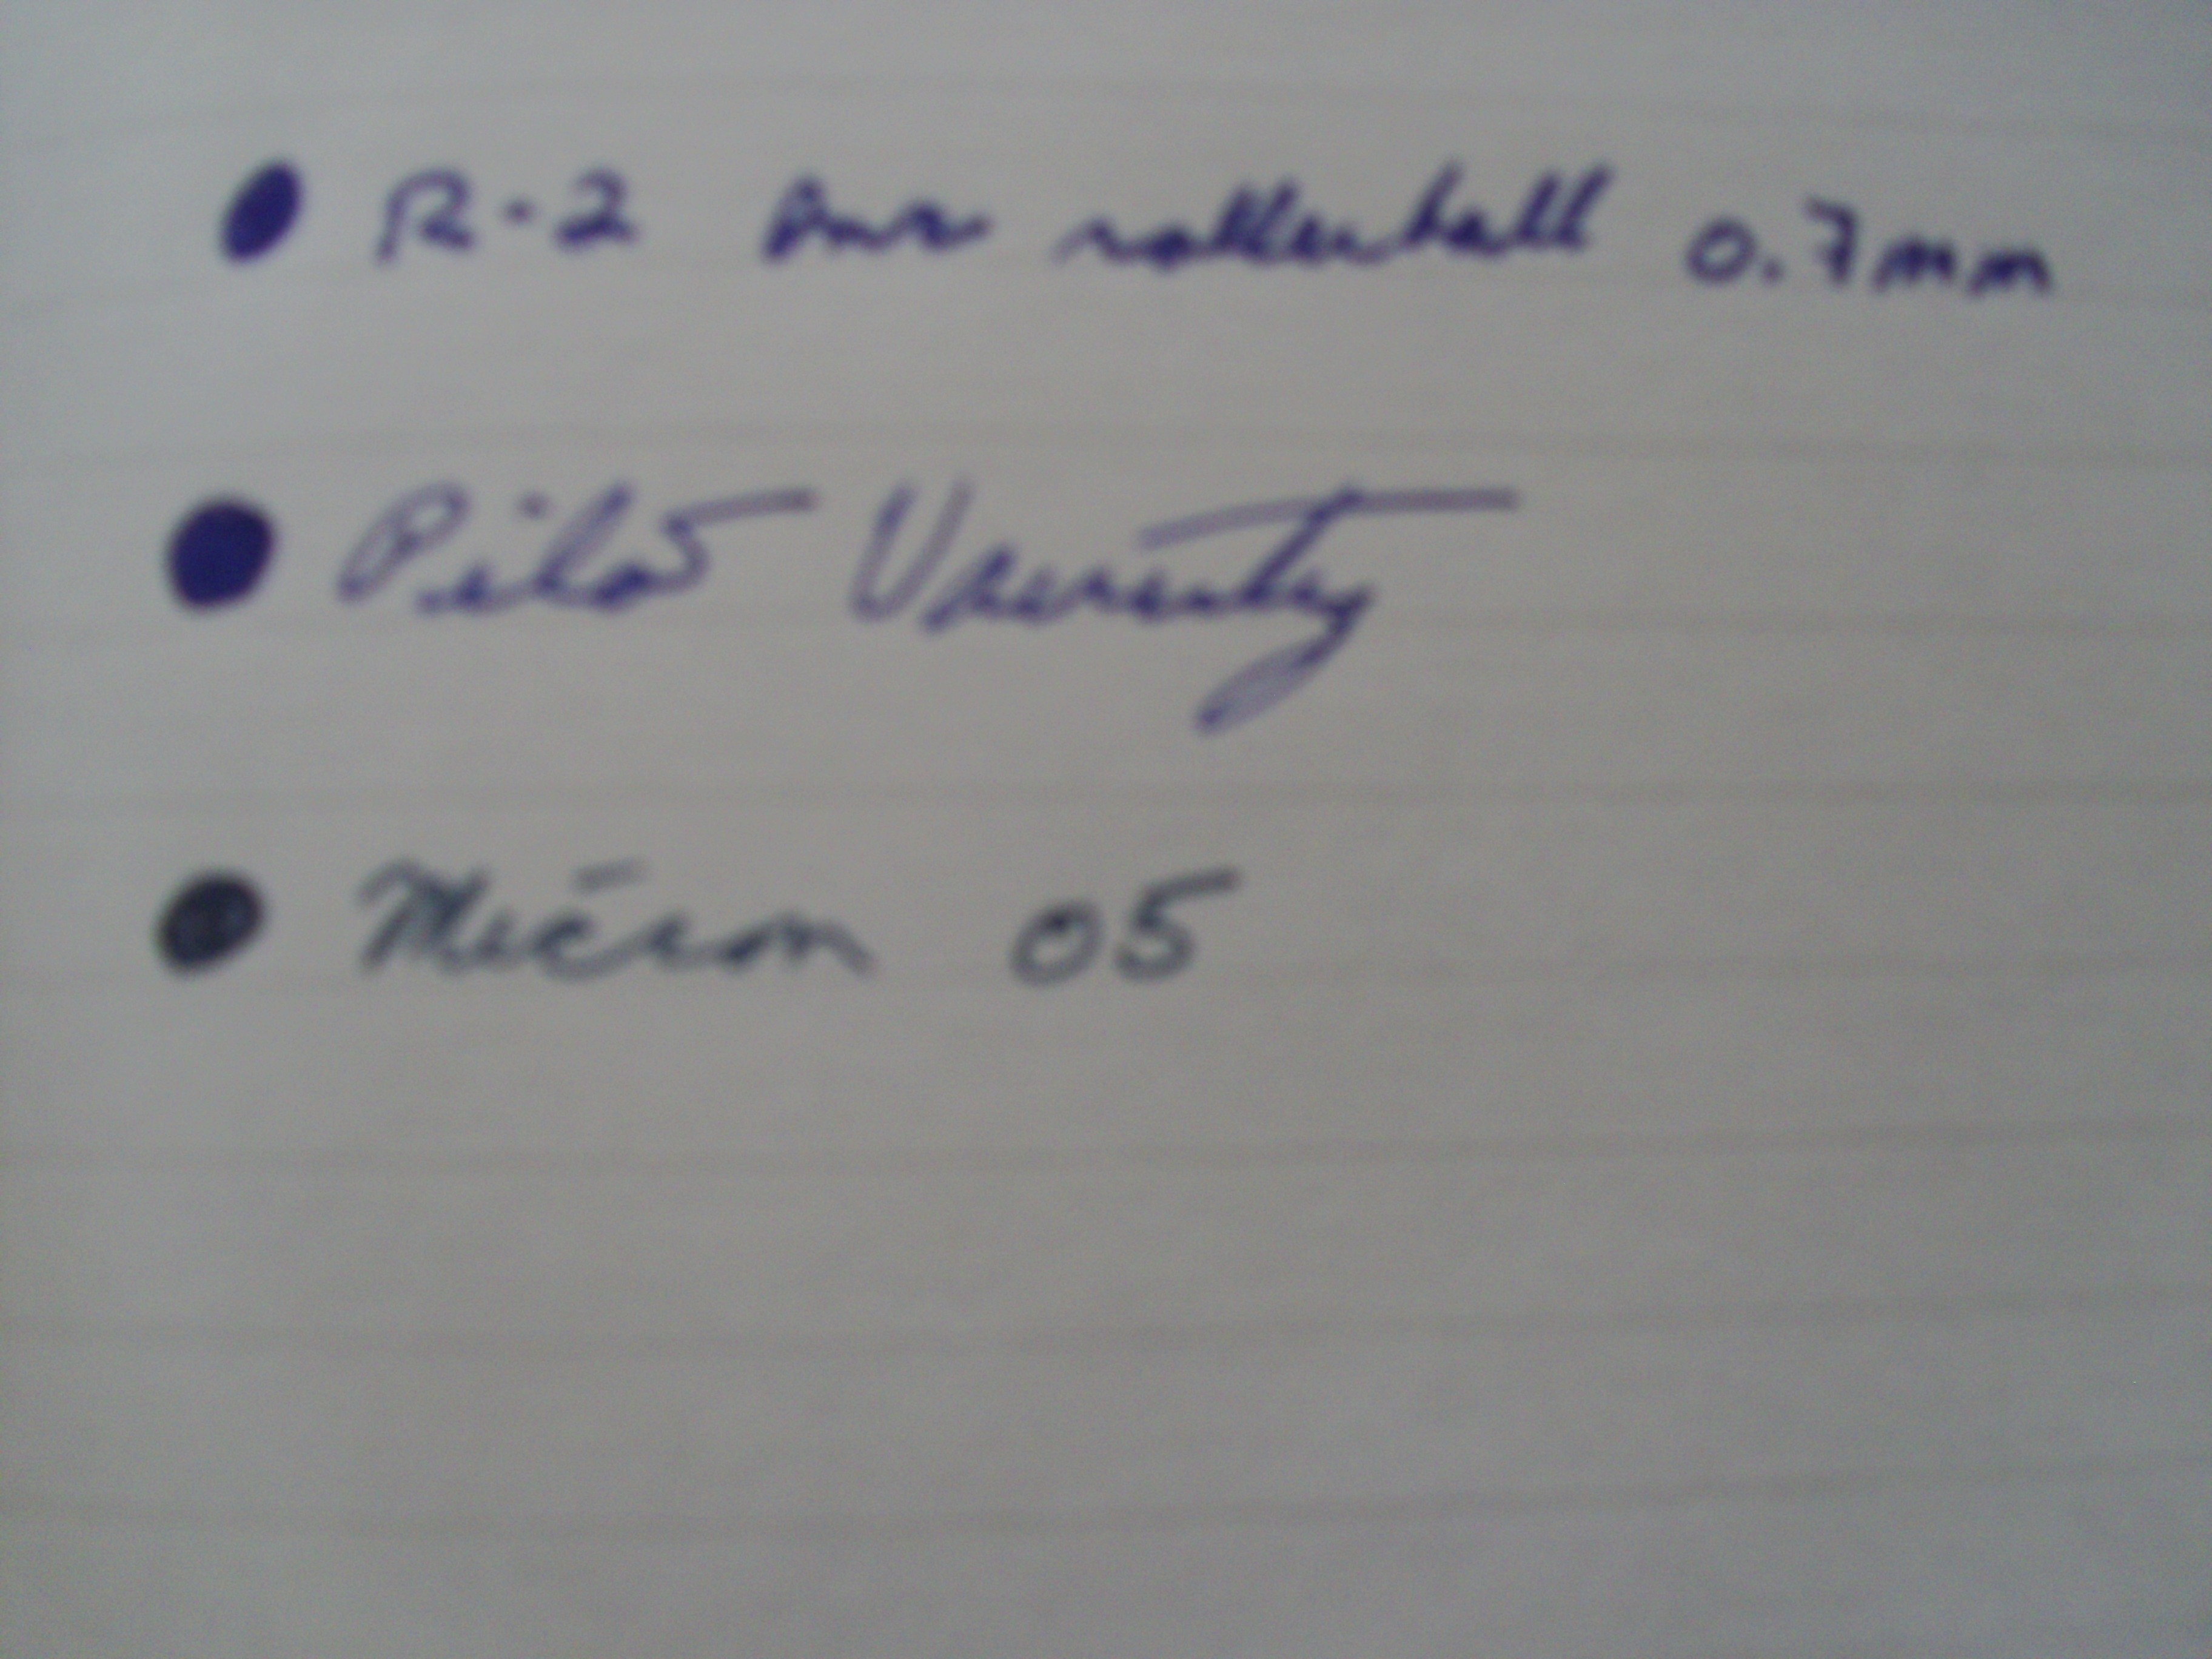 R-2 rollerball 0.7mm
Pilot Varsity
Micron 05